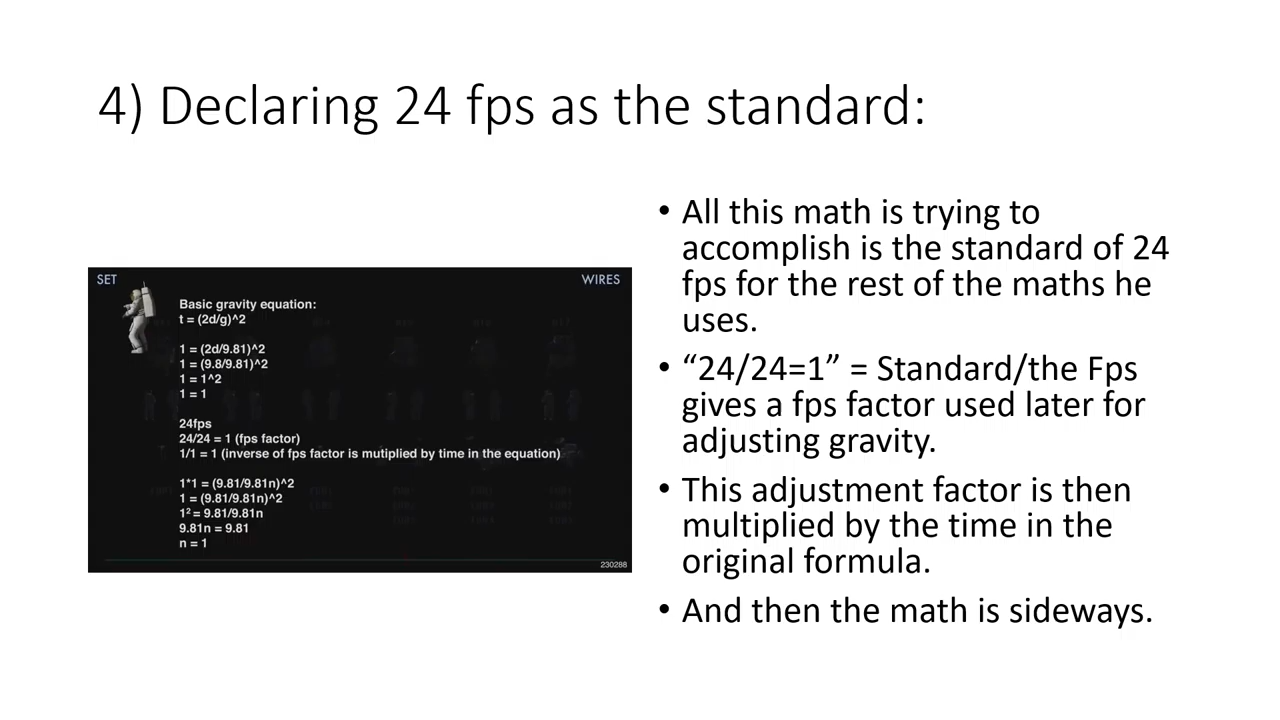 4) Declaring 24 fps as the standard:
SET
WIRES
Basic gravity equation:
t = (2d/g)^2
1 = (2d/9.81)^2
1 = (9.8/9.81)^2
1 = 1^2
1 = 1
24fps
24/24 = 1 (fps factor)
1/1 = 1 (inverse of fps factor is mutiplied by time in the equation)
1*1 = (9.81/9.81n)^2
1 = (9.81/9.81n)^2
1² = 9.81/9.81n
9.81n = 9.81
n = 1
230288
• All this math is trying to
accomplish is the standard of 24
fps for the rest of the maths he
uses.
• “24/24=1” = Standard/the Fps
gives a fps factor used later for
adjusting gravity.
• This adjustment factor is then
multiplied by the time in the
original formula.
• And then the math is sideways.